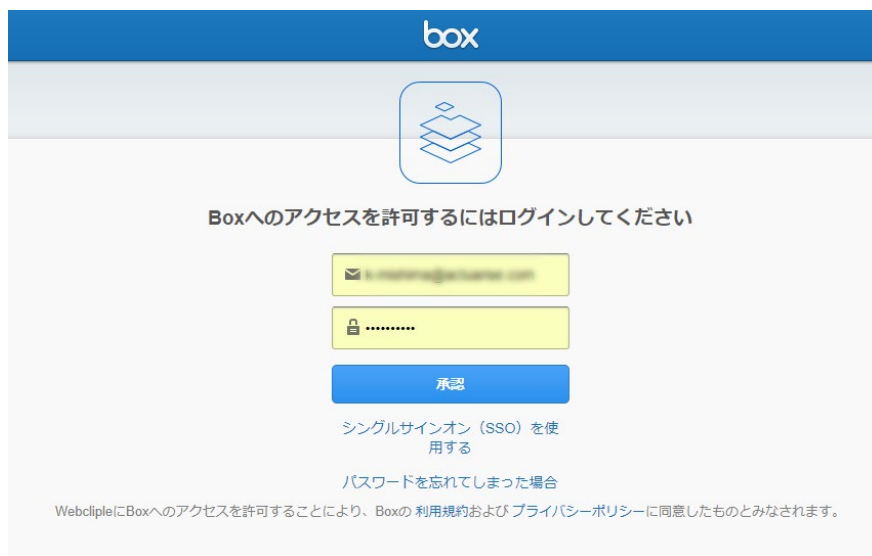 box
Boxへのアクセスを許可するにはログインしてください
••••••••••
承認
シングルサインオン（SSO）を使
用する
パスワードを忘れてしまった場合
WebclipleにBoxへのアクセスを許可することにより、Boxの 利用規約および プライバシーポリシーに同意したものとみなされます。